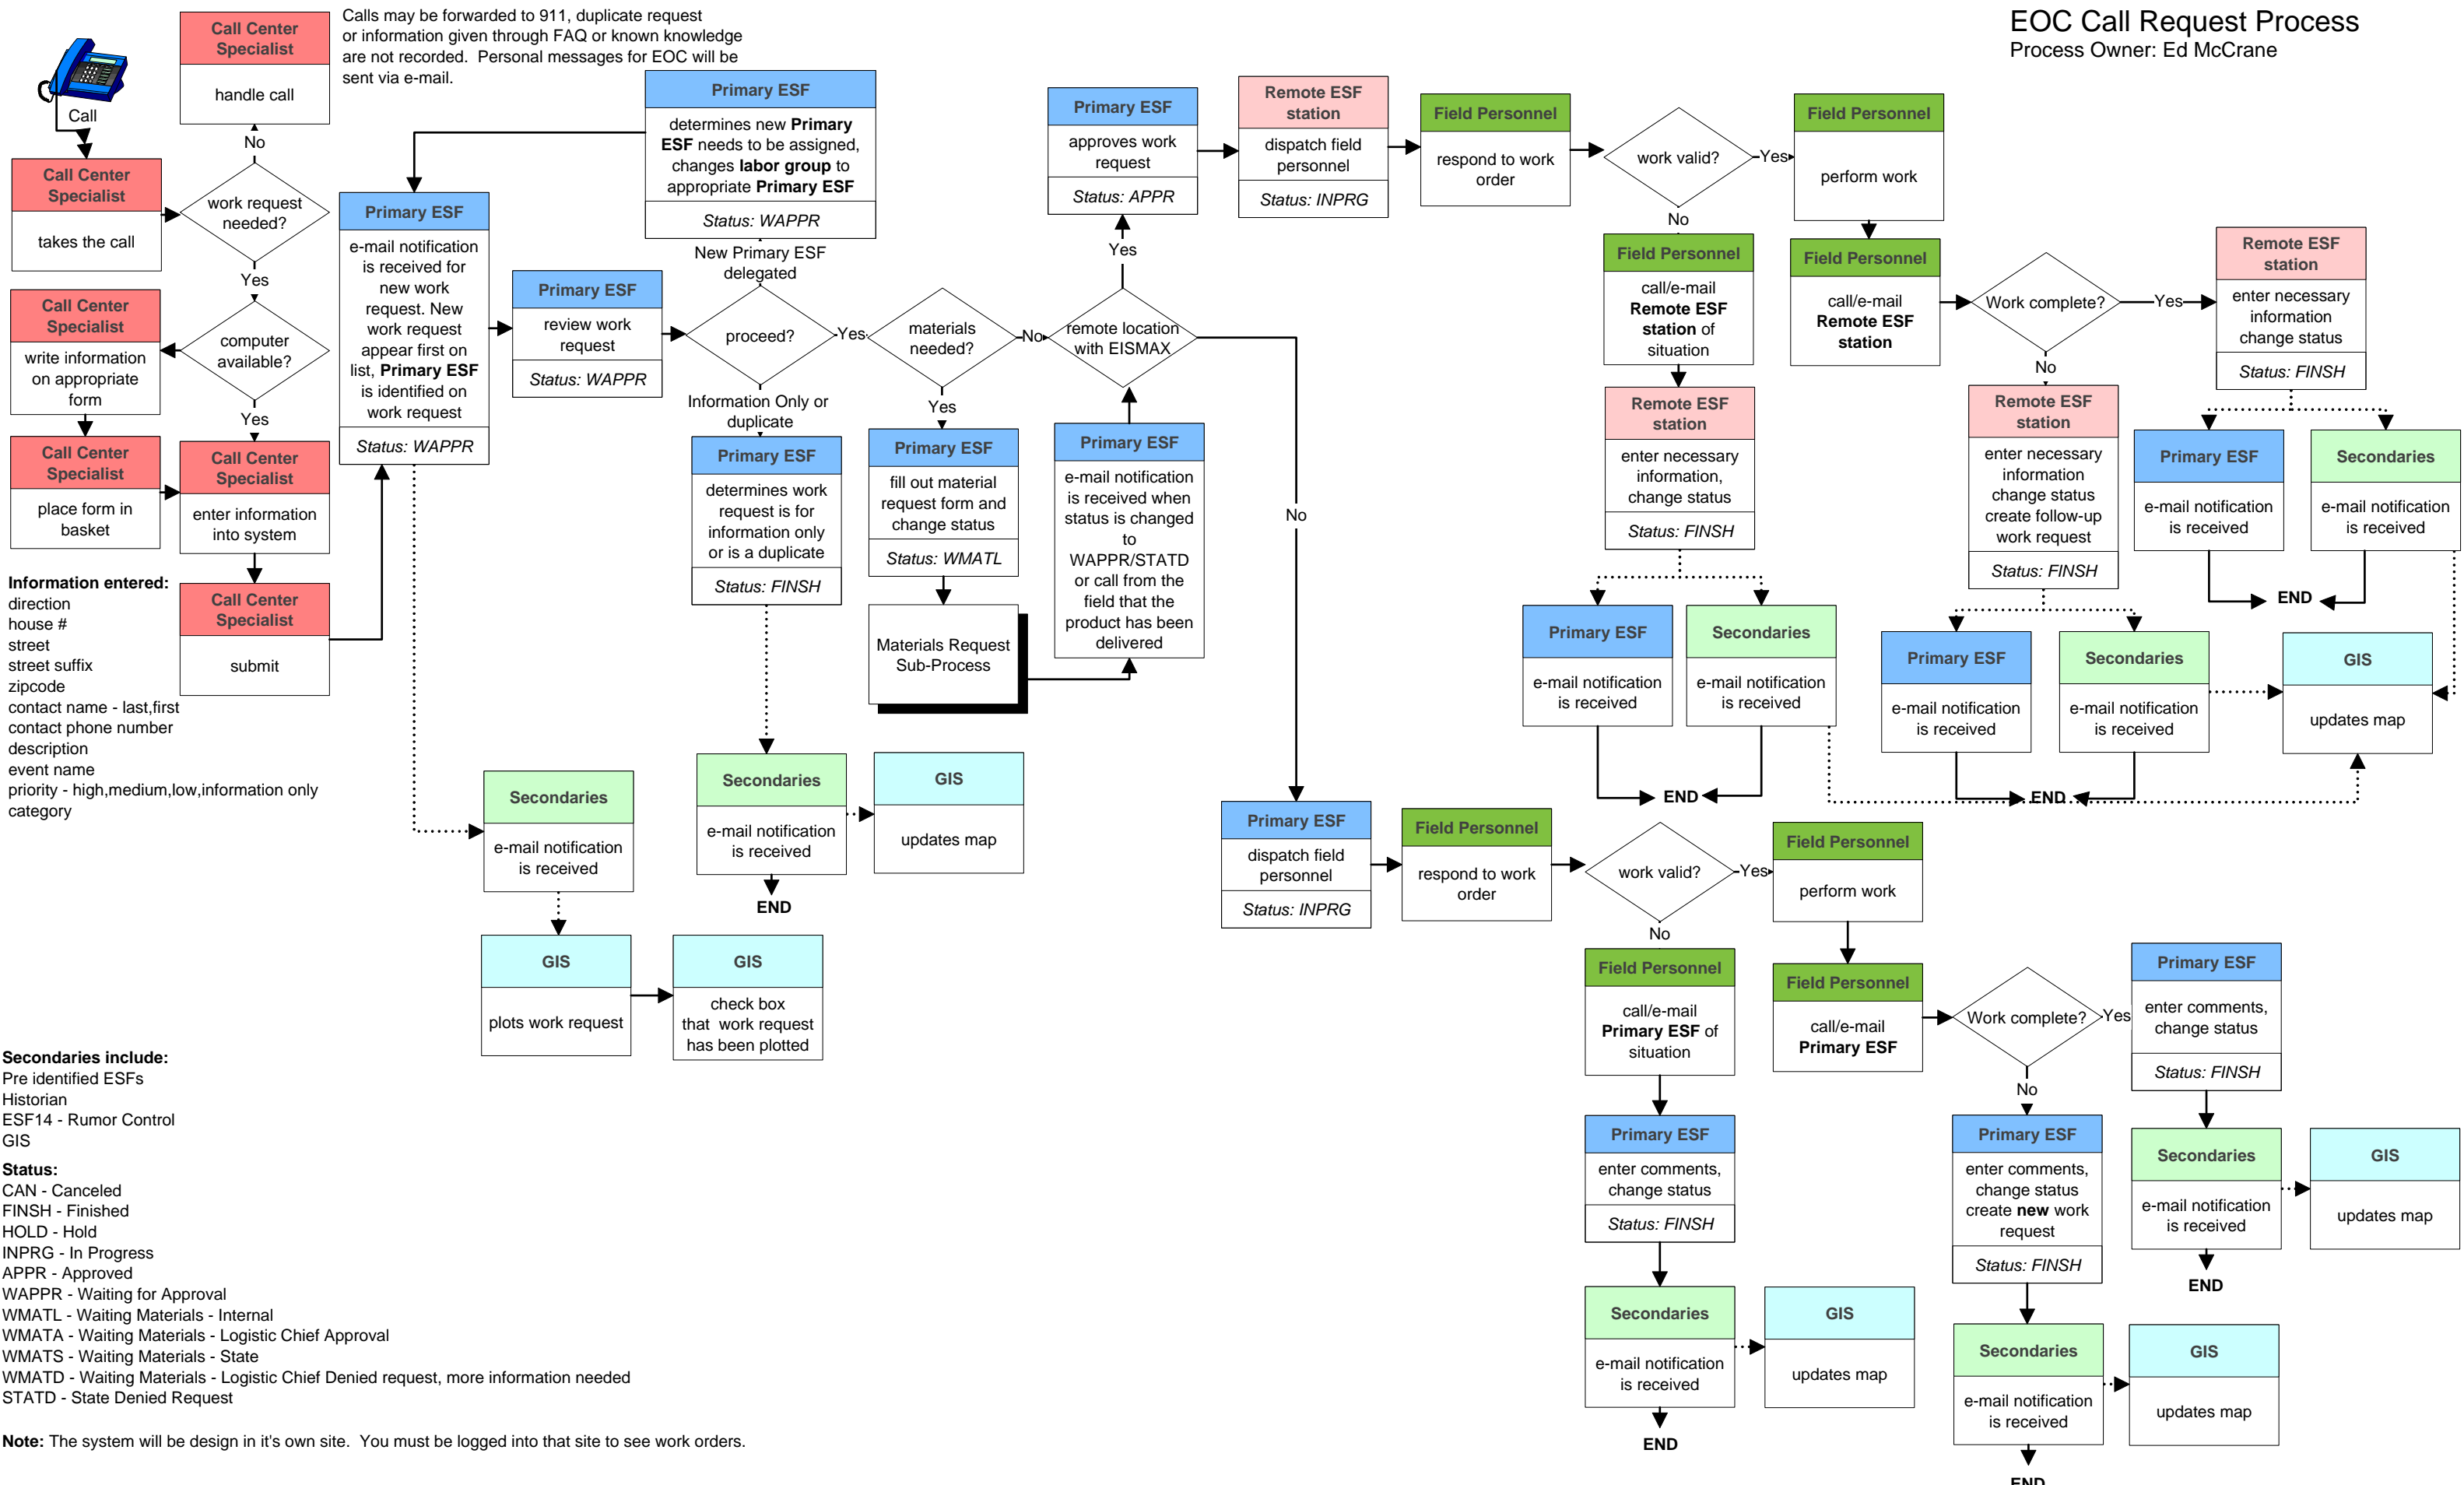 EOC Call Request Process
Process Owner: Ed McCrane
Calls may be forwarded to 911, duplicate request
or information given through FAQ or known knowledge
are not recorded.  Personal messages for EOC will be
sent via e-mail.
Call
Call Center
Specialist
takes the call
work request
needed?
No
Call Center
Specialist
handle call
Yes
computer
available?
Call Center
Specialist
write information
on appropriate
form
Call Center
Specialist
place form in
basket
Yes
Call Center
Specialist
enter information
into system
Call Center
Specialist
submit
Information entered:
direction
house #
street
street suffix
zipcode
contact name - last,first
contact phone number
description
event name
priority - high,medium,low,information only
category
Primary ESF
e-mail notification
is received for
new work
request. New
work request
appear first on
list, Primary ESF
is identified on
work request
Status: WAPPR
Primary ESF
review work
request
Status: WAPPR
proceed?
New Primary ESF
delegated
Primary ESF
determines new Primary
ESF needs to be assigned,
changes labor group to
appropriate Primary ESF
Status: WAPPR
Information Only or
duplicate
Primary ESF
determines work
request is for
information only
or is a duplicate
Status: FINSH
Secondaries
e-mail notification
is received
END
GIS
updates map
Secondaries
e-mail notification
is received
GIS
plots work request
GIS
check box
that  work request
has been plotted
Yes
materials
needed?
Yes
Primary ESF
fill out material
request form and
change status
Status: WMATL
Materials Request
Sub-Process
Primary ESF
e-mail notification
is received when
status is changed
to
WAPPR/STATD
or call from the
field that the
product has been
delivered
No
remote location
with EISMAX
Yes
Primary ESF
approves work
request
Status: APPR
Remote ESF
station
dispatch field
personnel
Status: INPRG
Field Personnel
respond to work
order
work valid?
Yes
Field Personnel
perform work
No
Field Personnel
call/e-mail
Remote ESF
station of
situation
Remote ESF
station
enter necessary
information,
change status
Status: FINSH
Primary ESF
e-mail notification
is received
Secondaries
e-mail notification
is received
END
Field Personnel
call/e-mail
Remote ESF
station
Work complete?
Yes
Remote ESF
station
enter necessary
information
change status
Status: FINSH
Primary ESF
e-mail notification
is received
Secondaries
e-mail notification
is received
END
No
Remote ESF
station
enter necessary
information
change status
create follow-up
work request
Status: FINSH
Primary ESF
e-mail notification
is received
Secondaries
e-mail notification
is received
END
GIS
updates map
No
Primary ESF
dispatch field
personnel
Status: INPRG
Field Personnel
respond to work
order
work valid?
Yes
Field Personnel
perform work
No
Field Personnel
call/e-mail
Primary ESF of
situation
Primary ESF
enter comments,
change status
Status: FINSH
Secondaries
e-mail notification
is received
END
GIS
updates map
Field Personnel
call/e-mail
Primary ESF
Work complete?
Yes
Primary ESF
enter comments,
change status
Status: FINSH
Secondaries
e-mail notification
is received
END
GIS
updates map
No
Primary ESF
enter comments,
change status
create new work
request
Status: FINSH
Secondaries
e-mail notification
is received
END
GIS
updates map
Secondaries include:
Pre identified ESFs
Historian
ESF14 - Rumor Control
GIS
Status:
CAN - Canceled
FINSH - Finished
HOLD - Hold
INPRG - In Progress
APPR - Approved
WAPPR - Waiting for Approval
WMATL - Waiting Materials - Internal
WMATA - Waiting Materials - Logistic Chief Approval
WMATS - Waiting Materials - State
WMATD - Waiting Materials - Logistic Chief Denied request, more information needed
STATD - State Denied Request
Note: The system will be design in it's own site.  You must be logged into that site to see work orders.